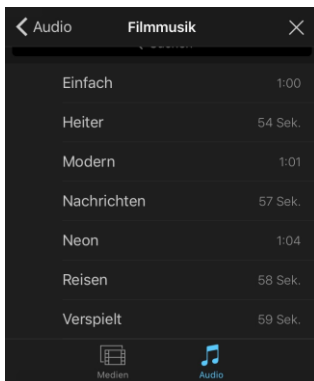 Audio Filmmusik
Einfach 1:00
Heiter 54 Sek.
Modern 1:01
Nachrichten 57 Sek.
Neon 1:04
Reisen 58 Sek.
Verspielt 59 Sek.
Medien Audio